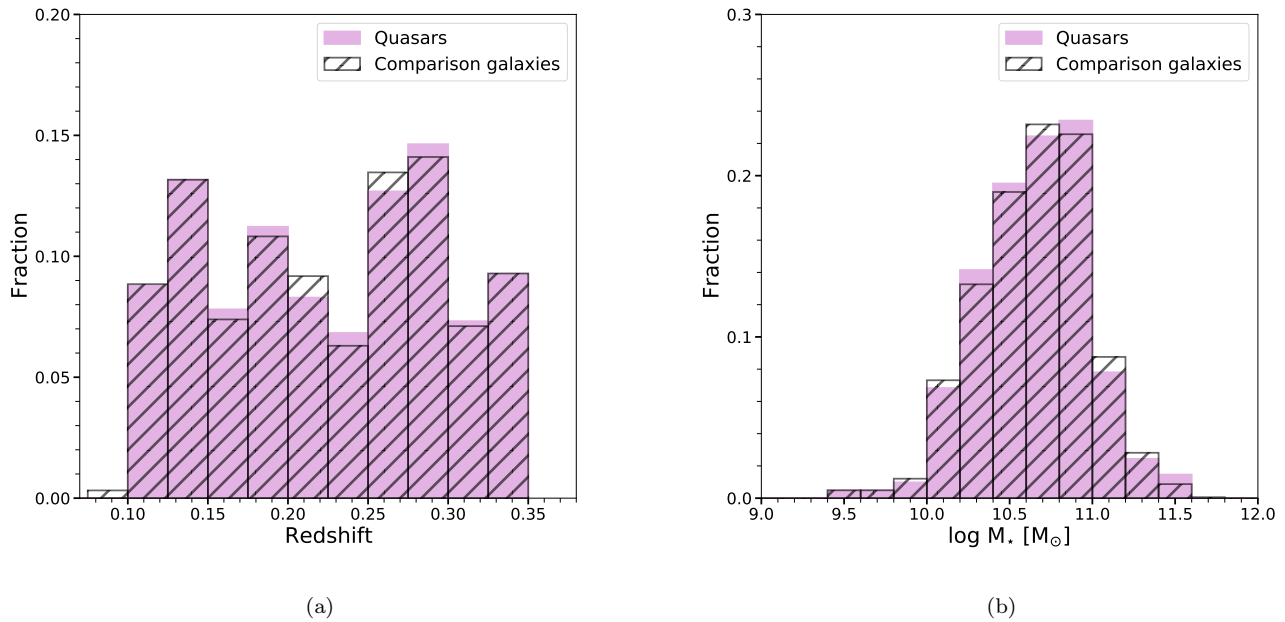 0.20
0.15
0.10
0.05
0.00
Fraction
Quasars
Comparison galaxies
0.10 0.15 0.20 0.25 0.30 0.35
Redshift
(a)
0.3
0.2
0.1
0.0
Fraction
Quasars
Comparison galaxies
9.0 9.5 10.0 10.5 11.0 11.5 12.0
log M⋆ [M⊙]
(b)